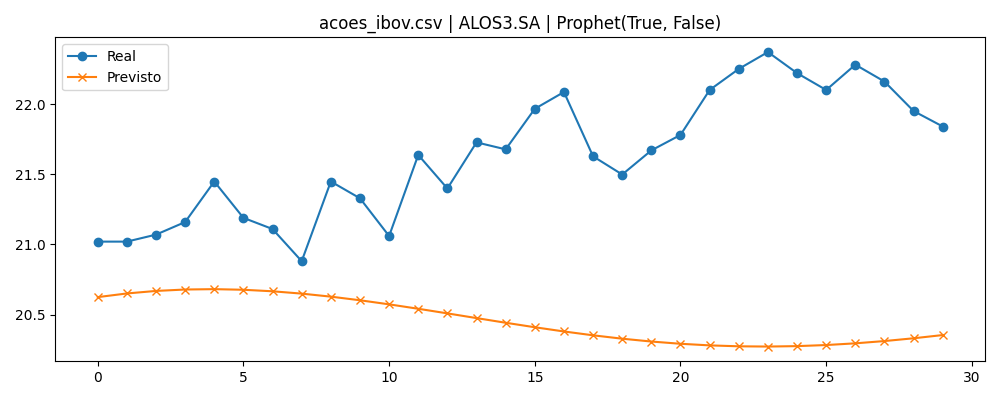 acoes_ibov.csv | ALOS3.SA | Prophet(True, False)
Real
Previsto
22.0
21.5
21.0
20.5
0 5 10 15 20 25 30